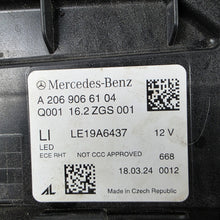 Mercedes-Benz
A 206 906 61 04
Q001 16.2 ZGS 001
LI LE19A6437 12 V
LED
ECE RHT NOT CCC APPROVED 668
18.03.24 0012
AL Made in Czech Republic